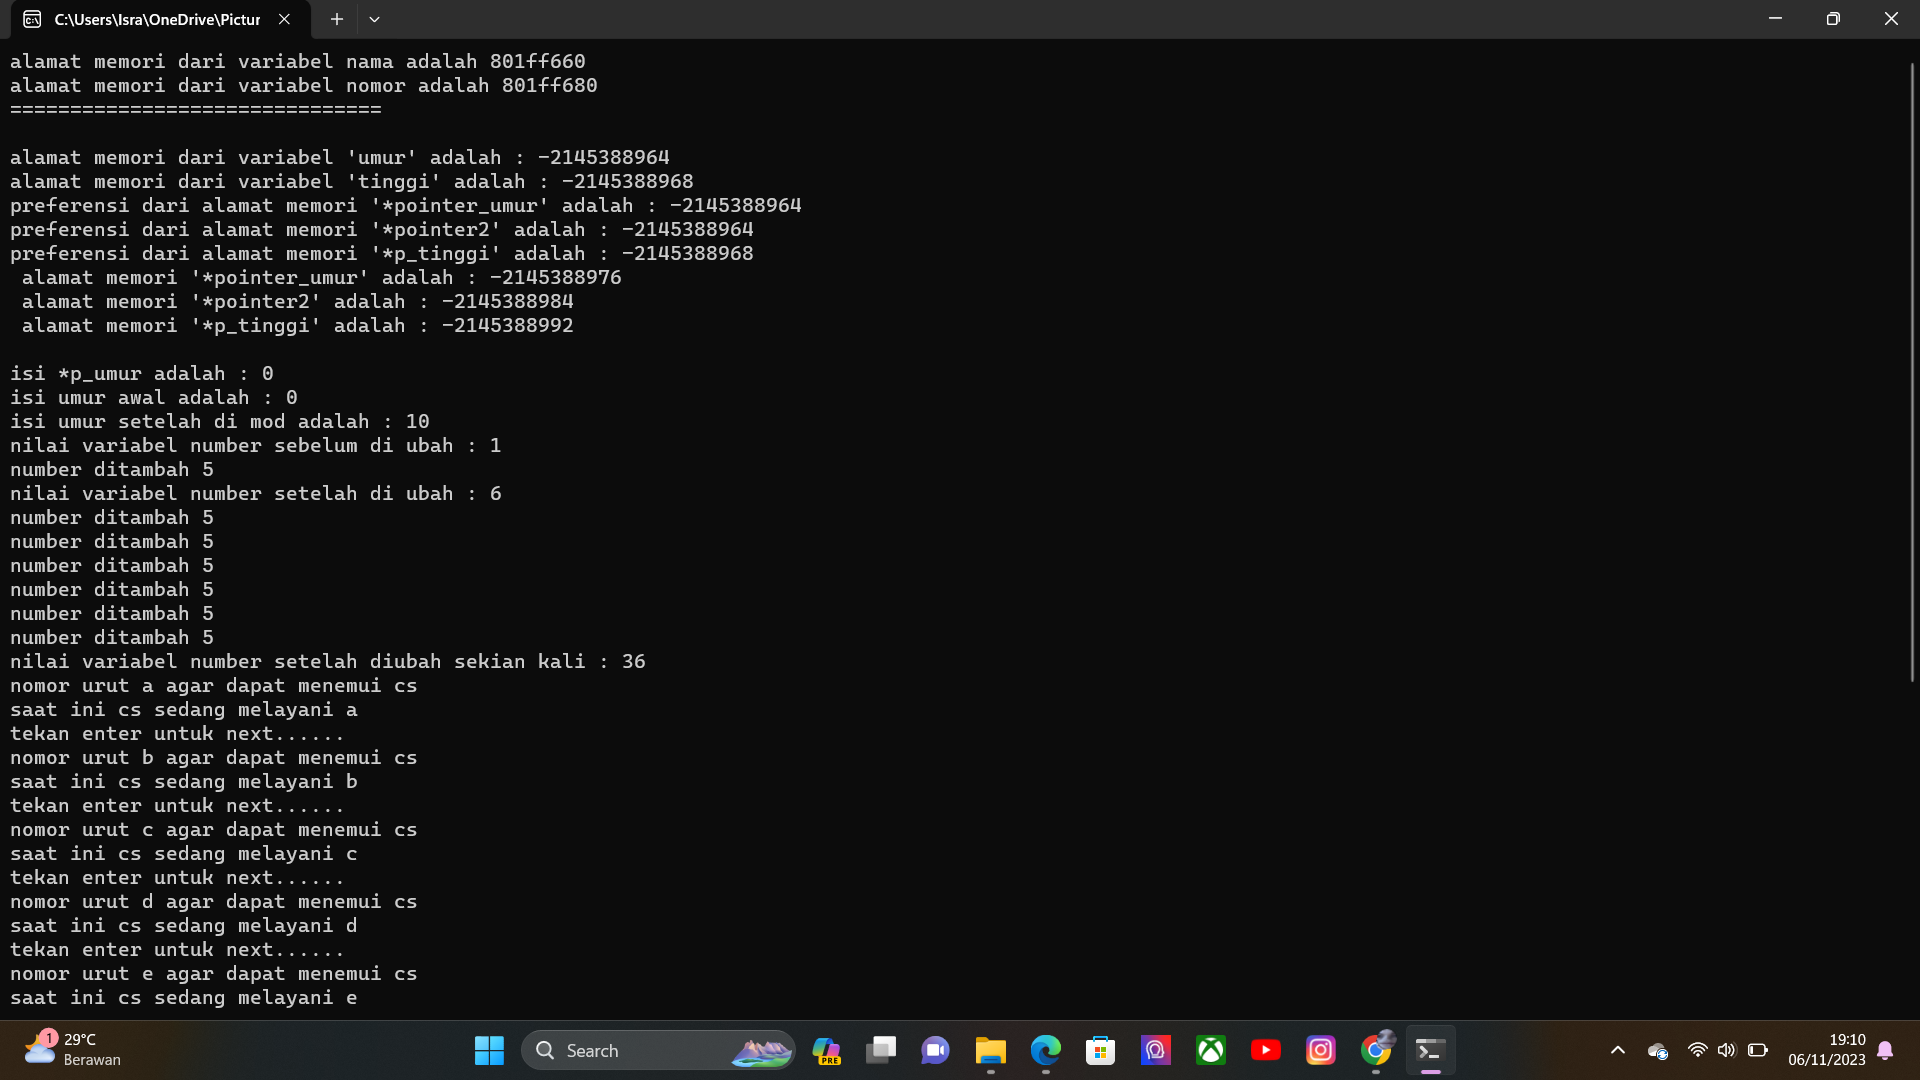 C:\Users\Isra\OneDrive\Pictur
alamat memori dari variabel nama adalah 801ff660
alamat memori dari variabel nomor adalah 801ff680
===============================
alamat memori dari variabel 'umur' adalah : -2145388964
alamat memori dari variabel 'tinggi' adalah : -2145388968
preferensi dari alamat memori '*pointer_umur' adalah : -2145388964
preferensi dari alamat memori '*pointer2' adalah : -2145388964
preferensi dari alamat memori '*p_tinggi' adalah : -2145388968
 alamat memori '*pointer_umur' adalah : -2145388976
 alamat memori '*pointer2' adalah : -2145388984
 alamat memori '*p_tinggi' adalah : -2145388992
isi *p_umur adalah : 0
isi umur awal adalah : 0
isi umur setelah di mod adalah : 10
nilai variabel number sebelum di ubah : 1
number ditambah 5
nilai variabel number setelah di ubah : 6
number ditambah 5
number ditambah 5
number ditambah 5
number ditambah 5
number ditambah 5
number ditambah 5
nilai variabel number setelah diubah sekian kali : 36
nomor urut a agar dapat menemui cs
saat ini cs sedang melayani a
tekan enter untuk next......
nomor urut b agar dapat menemui cs
saat ini cs sedang melayani b
tekan enter untuk next......
nomor urut c agar dapat menemui cs
saat ini cs sedang melayani c
tekan enter untuk next......
nomor urut d agar dapat menemui cs
saat ini cs sedang melayani d
tekan enter untuk next......
nomor urut e agar dapat menemui cs
saat ini cs sedang melayani e
1
29°C
Berawan
Search
PRE
19:10
06/11/2023